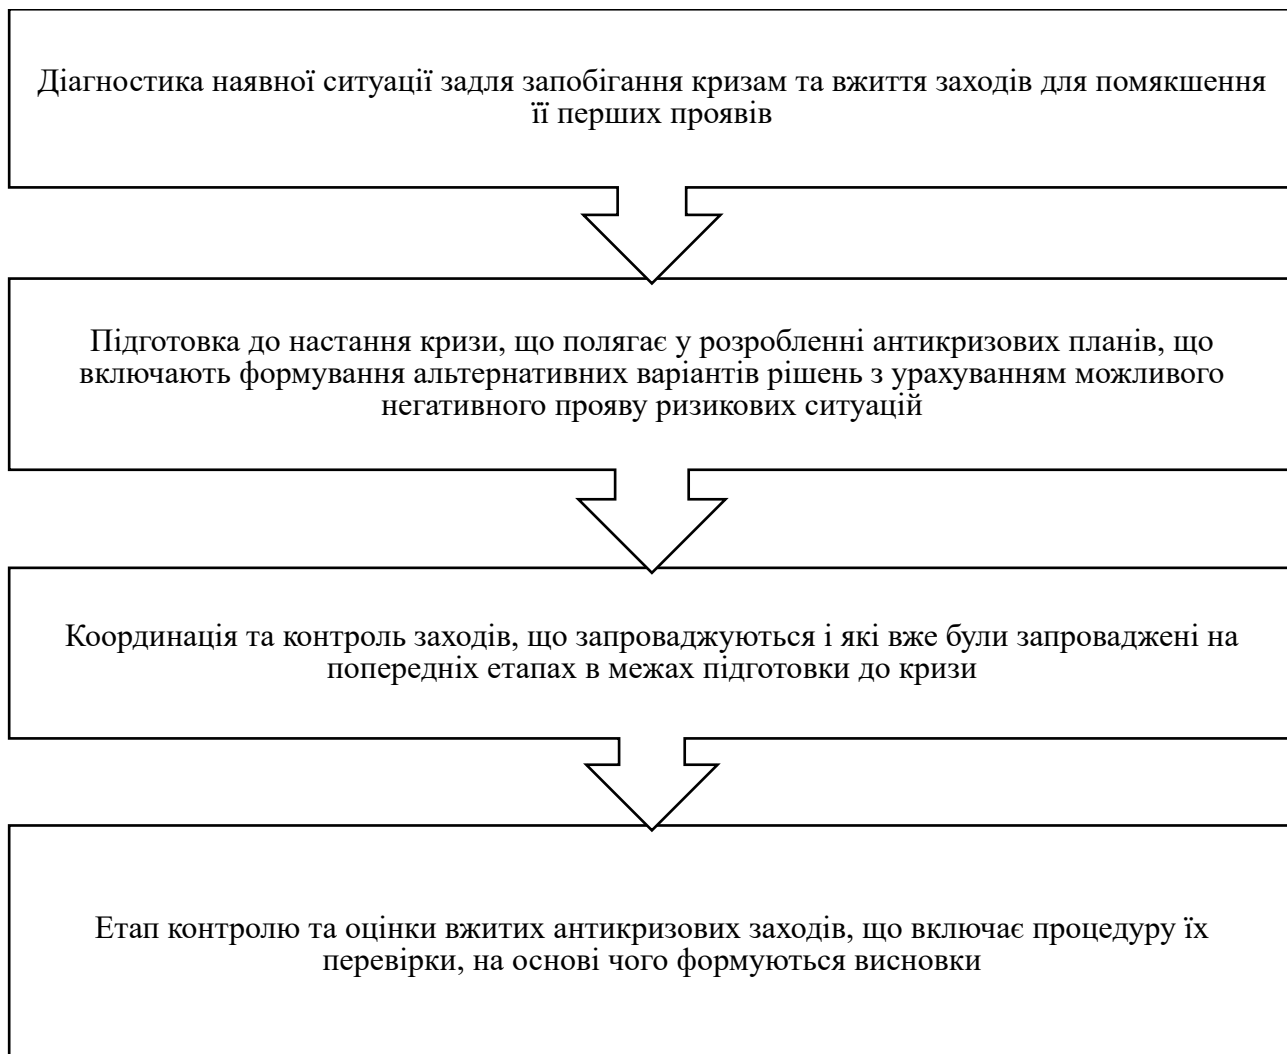 Діагностика наявної ситуації задля запобігання кризам та вжиття заходів для помякшення
її перших проявів
Підготовка до настання кризи, що полягає у розробленні антикризових планів, що
включають формування альтернативних варіантів рішень з урахуванням можливого
негативного прояву ризикових ситуацій
Координація та контроль заходів, що запроваджуються і які вже були запроваджені на
попередніх етапах в межах підготовки до кризи
Етап контролю та оцінки вжитих антикризових заходів, що включає процедуру їх
перевірки, на основі чого формуються висновки